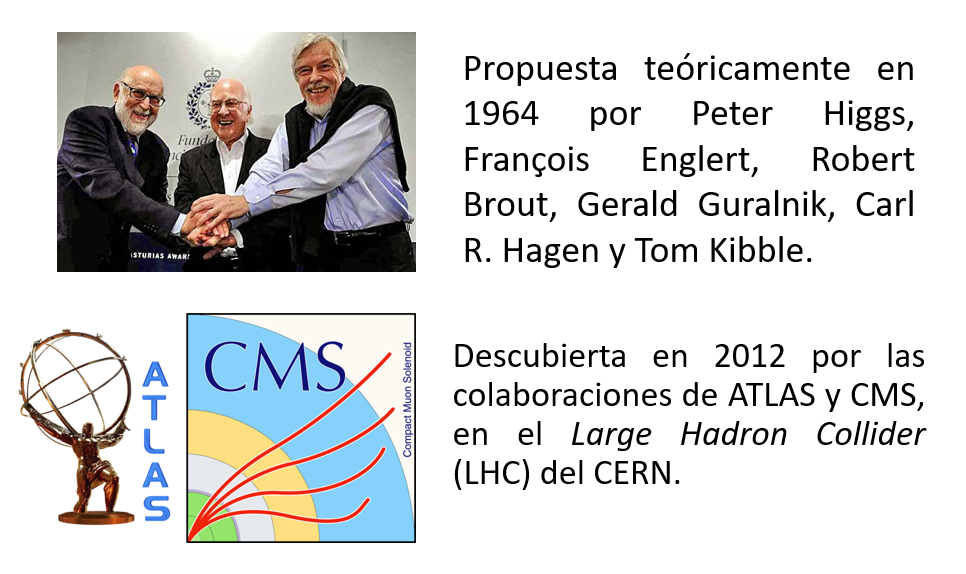 Fund
STURIAS AWAR
Propuesta teóricamente en
1964 por Peter Higgs,
François Englert, Robert
Brout, Gerald Guralnik, Carl
R. Hagen y Tom Kibble.
ATLAS
CMS
Compact Muon Solenoid
Descubierta en 2012 por las
colaboraciones de ATLAS y CMS,
en el Large Hadron Collider
(LHC) del CERN.